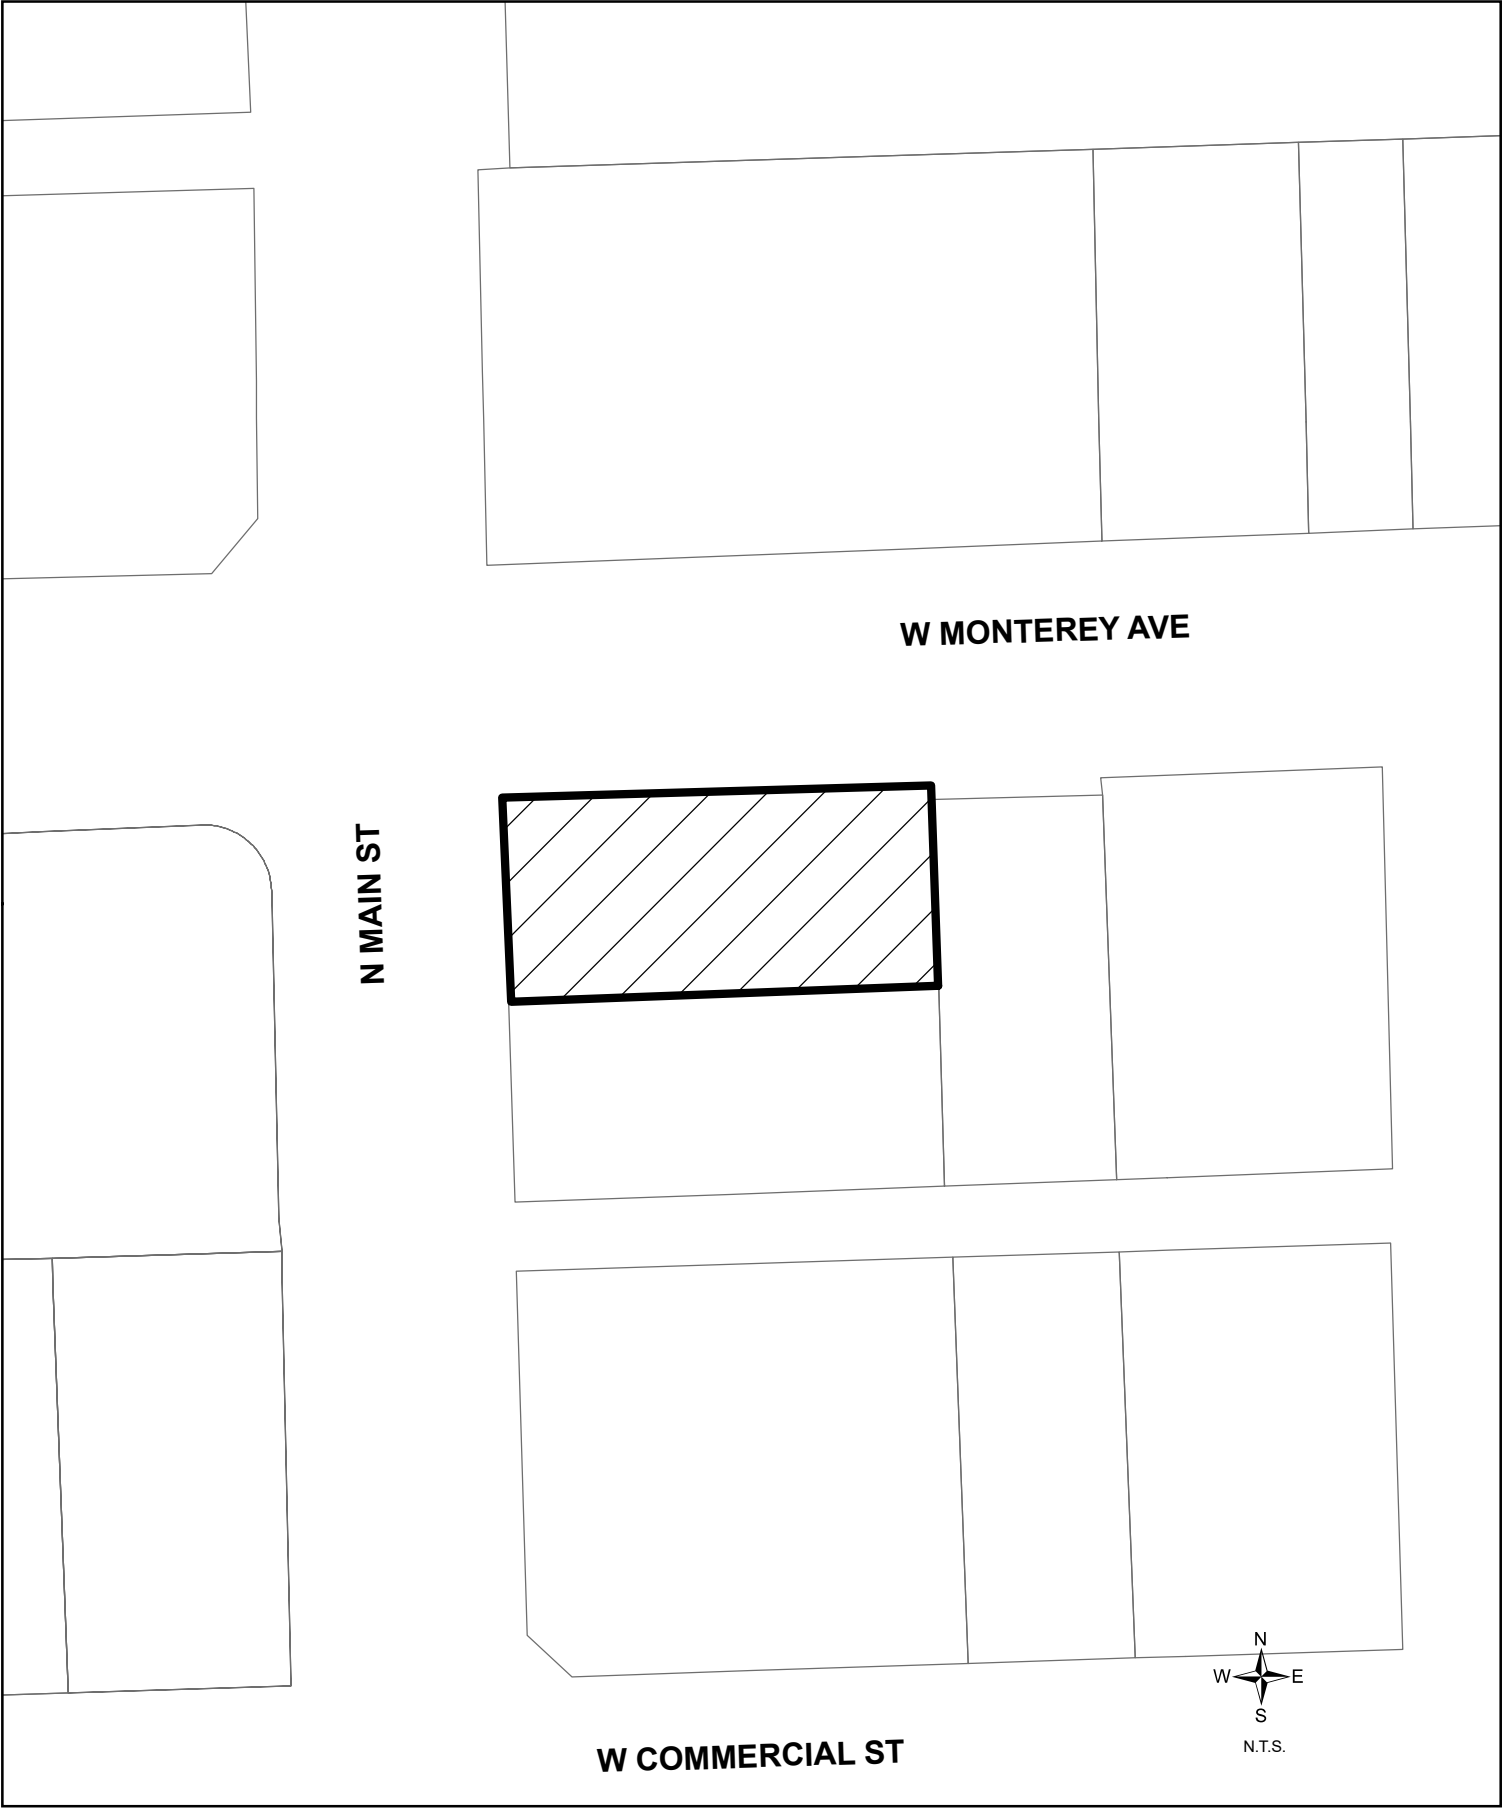 W MONTEREY AVE
N MAIN ST
N
W E
S
N.T.S.
W COMMERCIAL ST